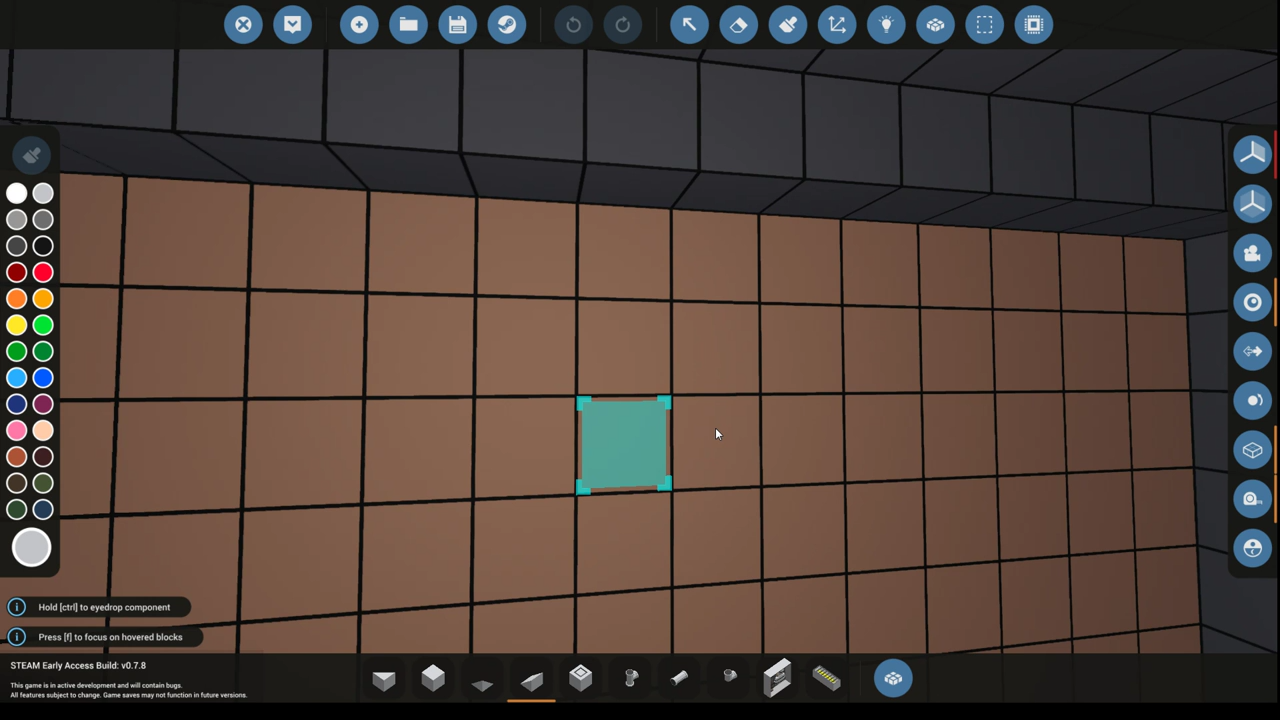 Hold [ctrl] to eyedrop component
Press [f] to focus on hovered blocks
STEAM Early Access Build: v0.7.8
This game is in active development and will contain bugs.
All features subject to change. Game saves may not function in future versions.